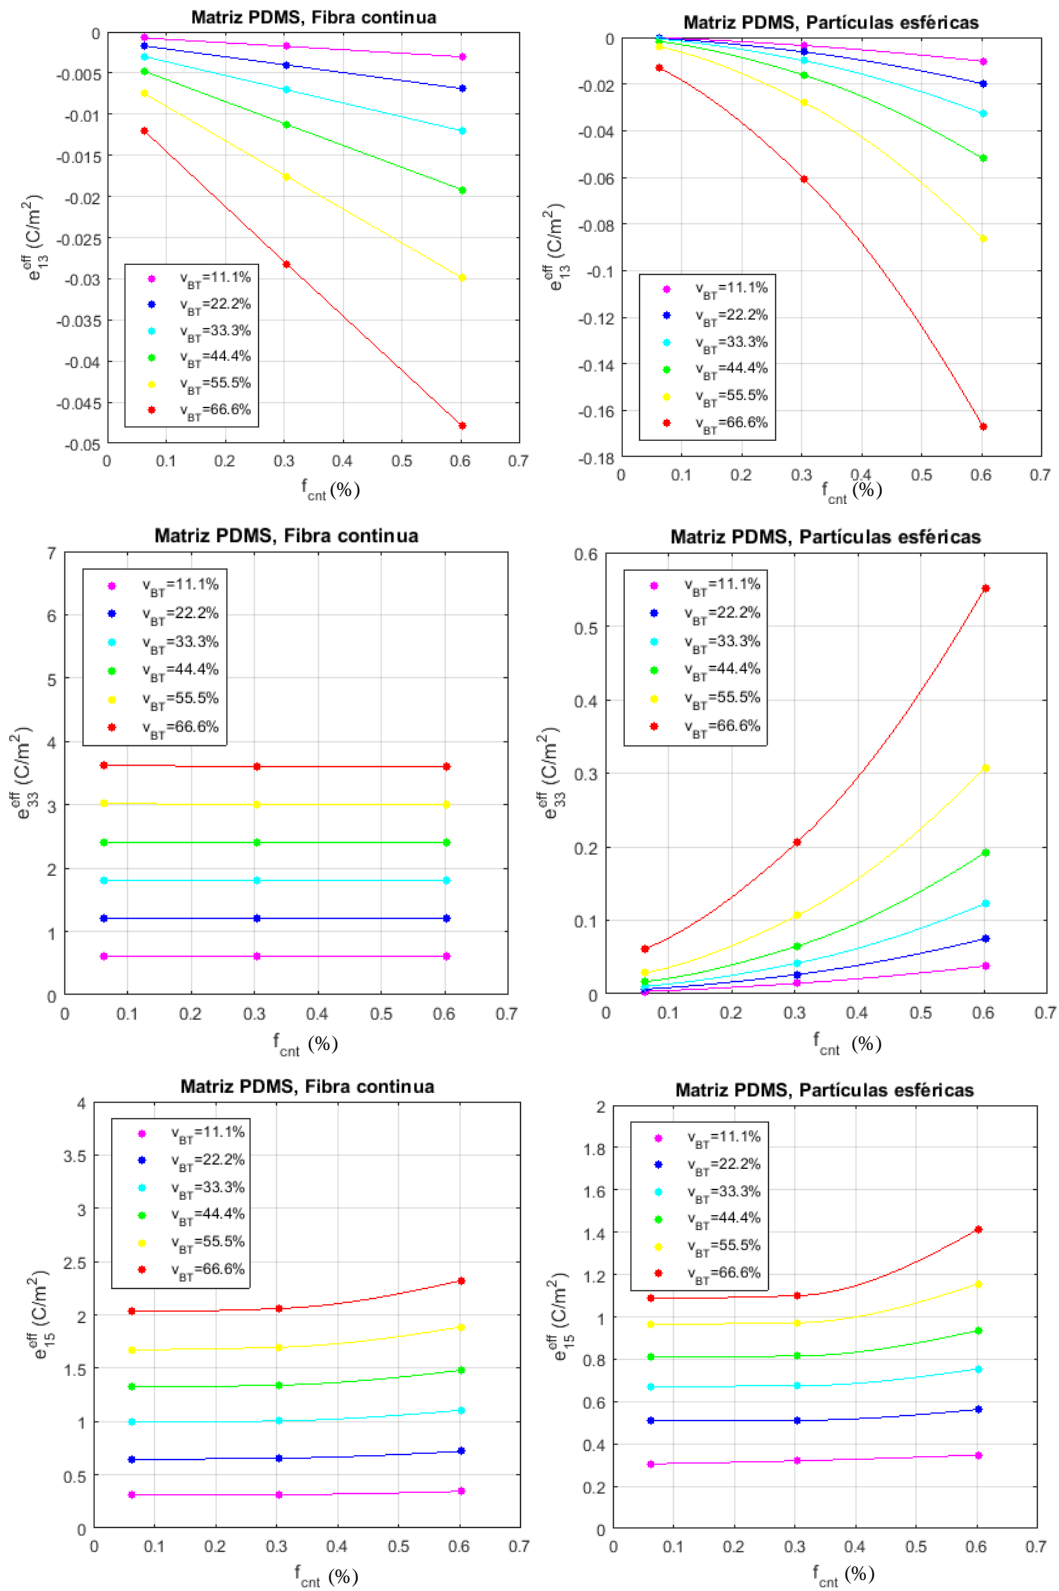 Matriz PDMS, Fibra continua
0
-0.005
-0.01
-0.015
-0.02
-0.025
-0.03
-0.035
-0.04
-0.045
-0.05
e13^eff (C/m²)
vBT=11.1%
vBT=22.2%
vBT=33.3%
vBT=44.4%
vBT=55.5%
vBT=66.6%
0 0.1 0.2 0.3 0.4 0.5 0.6 0.7
fcnt (%)
Matriz PDMS, Partículas esféricas
0
-0.02
-0.04
-0.06
-0.08
-0.1
-0.12
-0.14
-0.16
-0.18
e13^eff (C/m²)
vBT=11.1%
vBT=22.2%
vBT=33.3%
vBT=44.4%
vBT=55.5%
vBT=66.6%
0 0.1 0.2 0.3 0.4 0.5 0.6 0.7
fcnt (%)
Matriz PDMS, Fibra continua
7
6
5
4
3
2
1
0
e33^eff (C/m²)
vBT=11.1%
vBT=22.2%
vBT=33.3%
vBT=44.4%
vBT=55.5%
vBT=66.6%
0 0.1 0.2 0.3 0.4 0.5 0.6 0.7
fcnt (%)
Matriz PDMS, Partículas esféricas
0.6
0.5
0.4
0.3
0.2
0.1
0
e33^eff (C/m²)
vBT=11.1%
vBT=22.2%
vBT=33.3%
vBT=44.4%
vBT=55.5%
vBT=66.6%
0 0.1 0.2 0.3 0.4 0.5 0.6 0.7
fcnt (%)
Matriz PDMS, Fibra continua
4
3.5
3
2.5
2
1.5
1
0.5
0
e15^eff (C/m²)
vBT=11.1%
vBT=22.2%
vBT=33.3%
vBT=44.4%
vBT=55.5%
vBT=66.6%
0 0.1 0.2 0.3 0.4 0.5 0.6 0.7
fcnt (%)
Matriz PDMS, Partículas esféricas
2
1.8
1.6
1.4
1.2
1
0.8
0.6
0.4
0.2
0
e15^eff (C/m²)
vBT=11.1%
vBT=22.2%
vBT=33.3%
vBT=44.4%
vBT=55.5%
vBT=66.6%
0 0.1 0.2 0.3 0.4 0.5 0.6 0.7
fcnt (%)